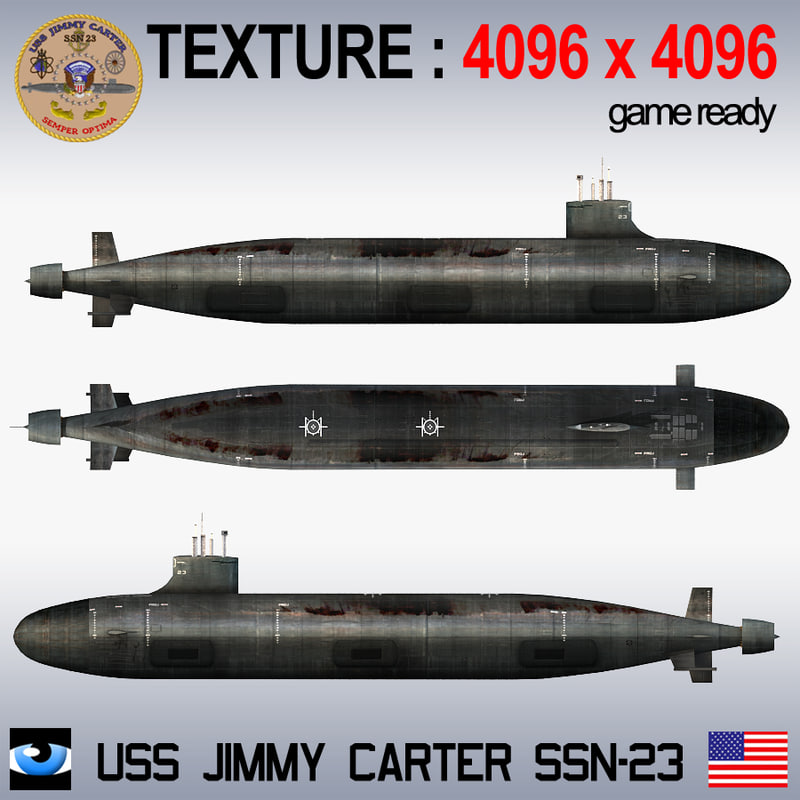 USS JIMMY CARTER
SSN 23
SEMPER OPTIMA
TEXTURE : 4096 x 4096
game ready
23
23
USS JIMMY CARTER SSN-23